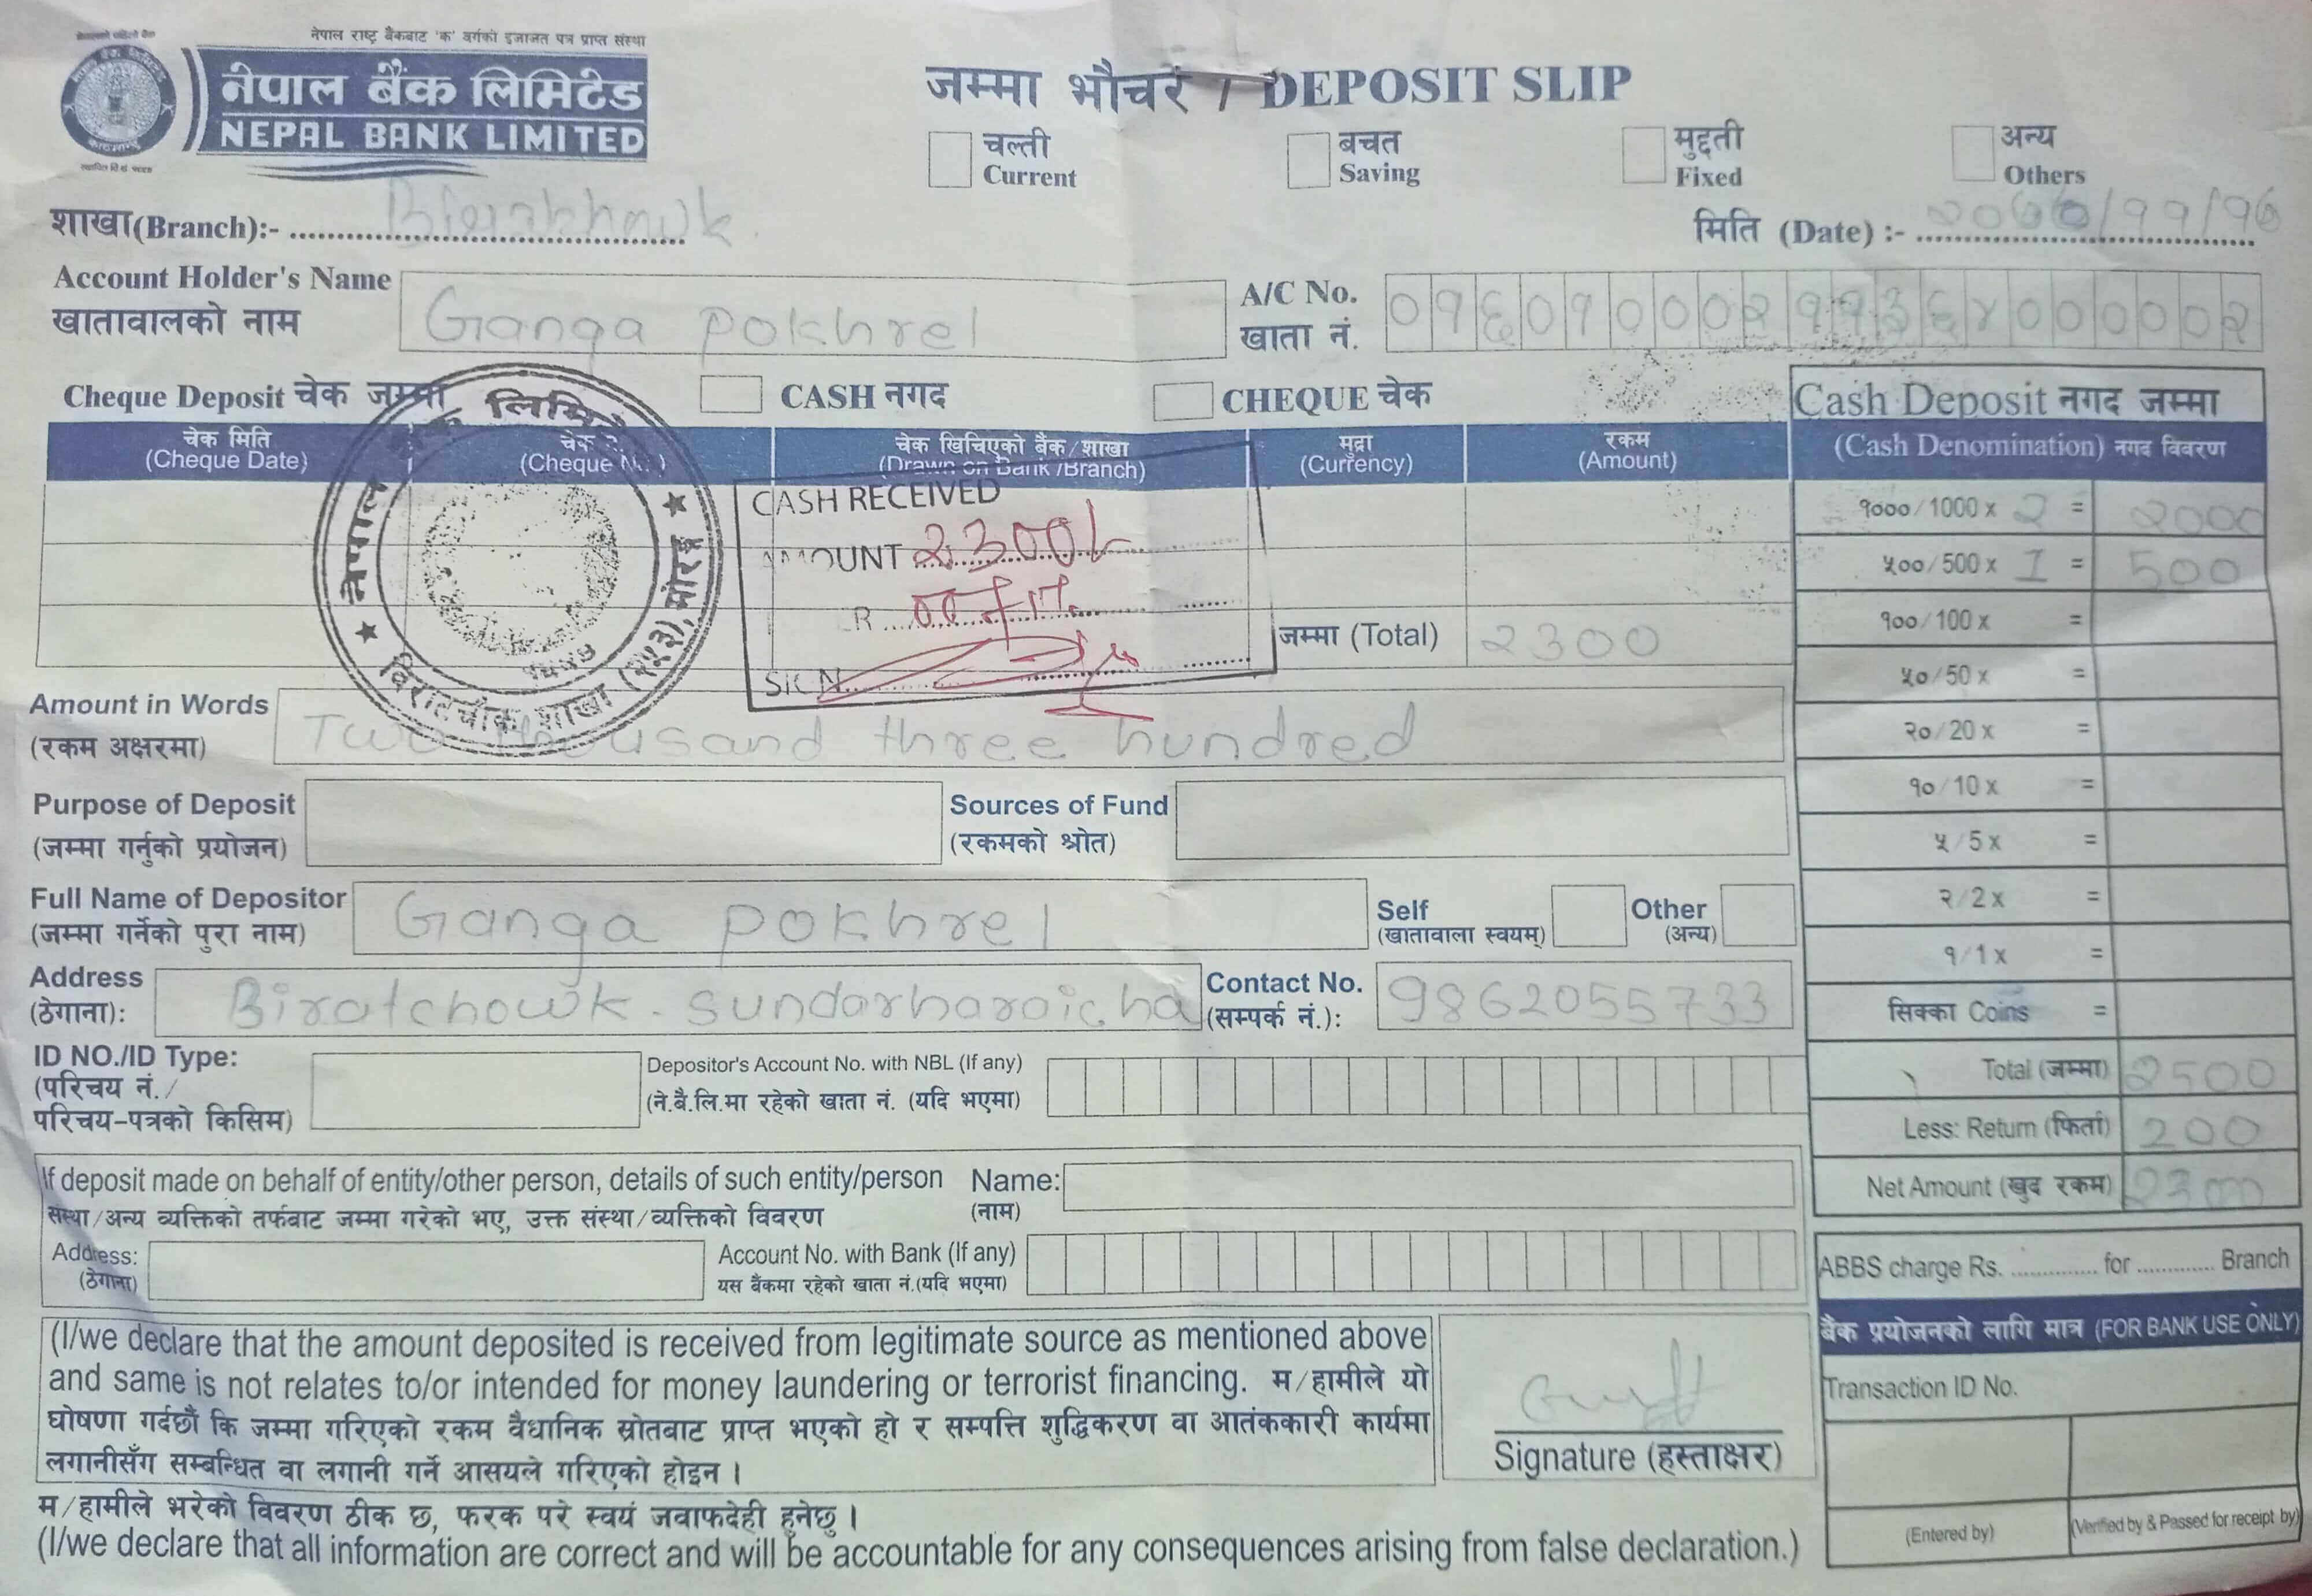 नेपाल राष्ट्र बैंकबाट 'क' वर्गको इजाजत पत्र प्राप्त संस्था
नेपाल बैंक लिमिटेड
NEPAL BANK LIMITED
जम्मा भौचर / DEPOSIT SLIP
चल्ती
Current
बचत
Saving
मुद्दती
Fixed
अन्य
Others
शाखा(Branch):-
मिति (Date) :-
Account Holder's Name
खातावालको नाम
Ganga pokhrel
A/C No.
खाता नं.
Cheque Deposit चेक जम्मा
CASH नगद
CHEQUE चेक
चेक मिति
(Cheque Date)
(Cheque No.)
चेक खिचिएको बैंक/शाखा
(Drawn on Bank /Branch)
मुद्रा
(Currency)
रकम
(Amount)
नेपाल बैंक लिमिटेड
विराटचौक शाखा (१५३), मोरङ्ग
CASH RECEIVED
AMOUNT 2300/-
SIGN
जम्मा (Total) 2300
Amount in Words
(रकम अक्षरमा)
Two thousand three hundred
Purpose of Deposit
(जम्मा गर्नुको प्रयोजन)
Sources of Fund
(रकमको श्रोत)
Full Name of Depositor
(जम्मा गर्नेको पुरा नाम)
Ganga pokhrel
Self
(खातावाला स्वयम्)
Other
(अन्य)
Address
(ठेगाना):
Biratchowk - sundarharaicha
Contact No.
(सम्पर्क नं.):
9862055733
ID NO./ID Type:
(परिचय नं./
परिचय-पत्रको किसिम)
Depositor's Account No. with NBL (If any)
(ने.बै.लि.मा रहेको खाता नं. (यदि भएमा)
If deposit made on behalf of entity/other person, details of such entity/person
संस्था/अन्य व्यक्तिको तर्फबाट जम्मा गरेको भए, उक्त संस्था/व्यक्तिको विवरण
Name:
(नाम)
Address:
(ठेगाना)
Account No. with Bank (If any)
यस बैंकमा रहेको खाता नं.(यदि भएमा)
(I/we declare that the amount deposited is received from legitimate source as mentioned above
and same is not relates to/or intended for money laundering or terrorist financing. म/हामीले यो
घोषणा गर्दछौं कि जम्मा गरिएको रकम वैधानिक स्रोतबाट प्राप्त भएको हो र सम्पत्ति शुद्धिकरण वा आतंककारी कार्यमा
लगानीसँग सम्बन्धित वा लगानी गर्ने आसयले गरिएको होइन ।
Signature (हस्ताक्षर)
म/हामीले भरेको विवरण ठीक छ, फरक परे स्वयं जवाफदेही हुनेछु ।
(I/we declare that all information are correct and will be accountable for any consequences arising from false declaration.)
Cash Deposit नगद जम्मा
(Cash Denomination) नगद विवरण
१०००/1000 x 2 = 2000
५००/500 x 1 = 500
१००/100 x =
५०/50 x =
२०/20 x =
१०/10 x =
५/5 x =
२/2 x =
१/1 x =
सिक्का Coins =
Total (जम्मा) 2500
Less: Return (फिर्ता) 200
Net Amount (खुद रकम) 2300
ABBS charge Rs. .............. for ............. Branch
बैंक प्रयोजनको लागि मात्र (FOR BANK USE ONLY)
Transaction ID No.
(Entered by)
(Verified by & Passed for receipt by)